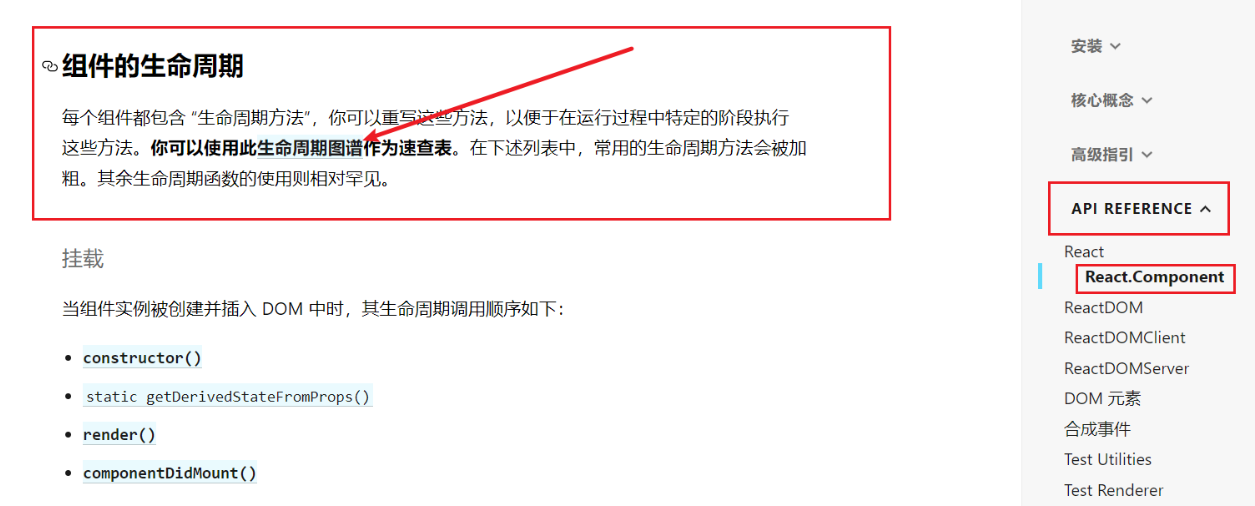 组件的生命周期
每个组件都包含 “生命周期方法”，你可以重写这些方法，以便于在运行过程中特定的阶段执行
这些方法。你可以使用此生命周期图谱作为速查表。在下述列表中，常用的生命周期方法会被加
粗。其余生命周期函数的使用则相对罕见。
挂载
当组件实例被创建并插入 DOM 中时，其生命周期调用顺序如下：
constructor()
static getDerivedStateFromProps()
render()
componentDidMount()
安装
核心概念
高级指引
API REFERENCE
React
React.Component
ReactDOM
ReactDOMClient
ReactDOMServer
DOM 元素
合成事件
Test Utilities
Test Renderer